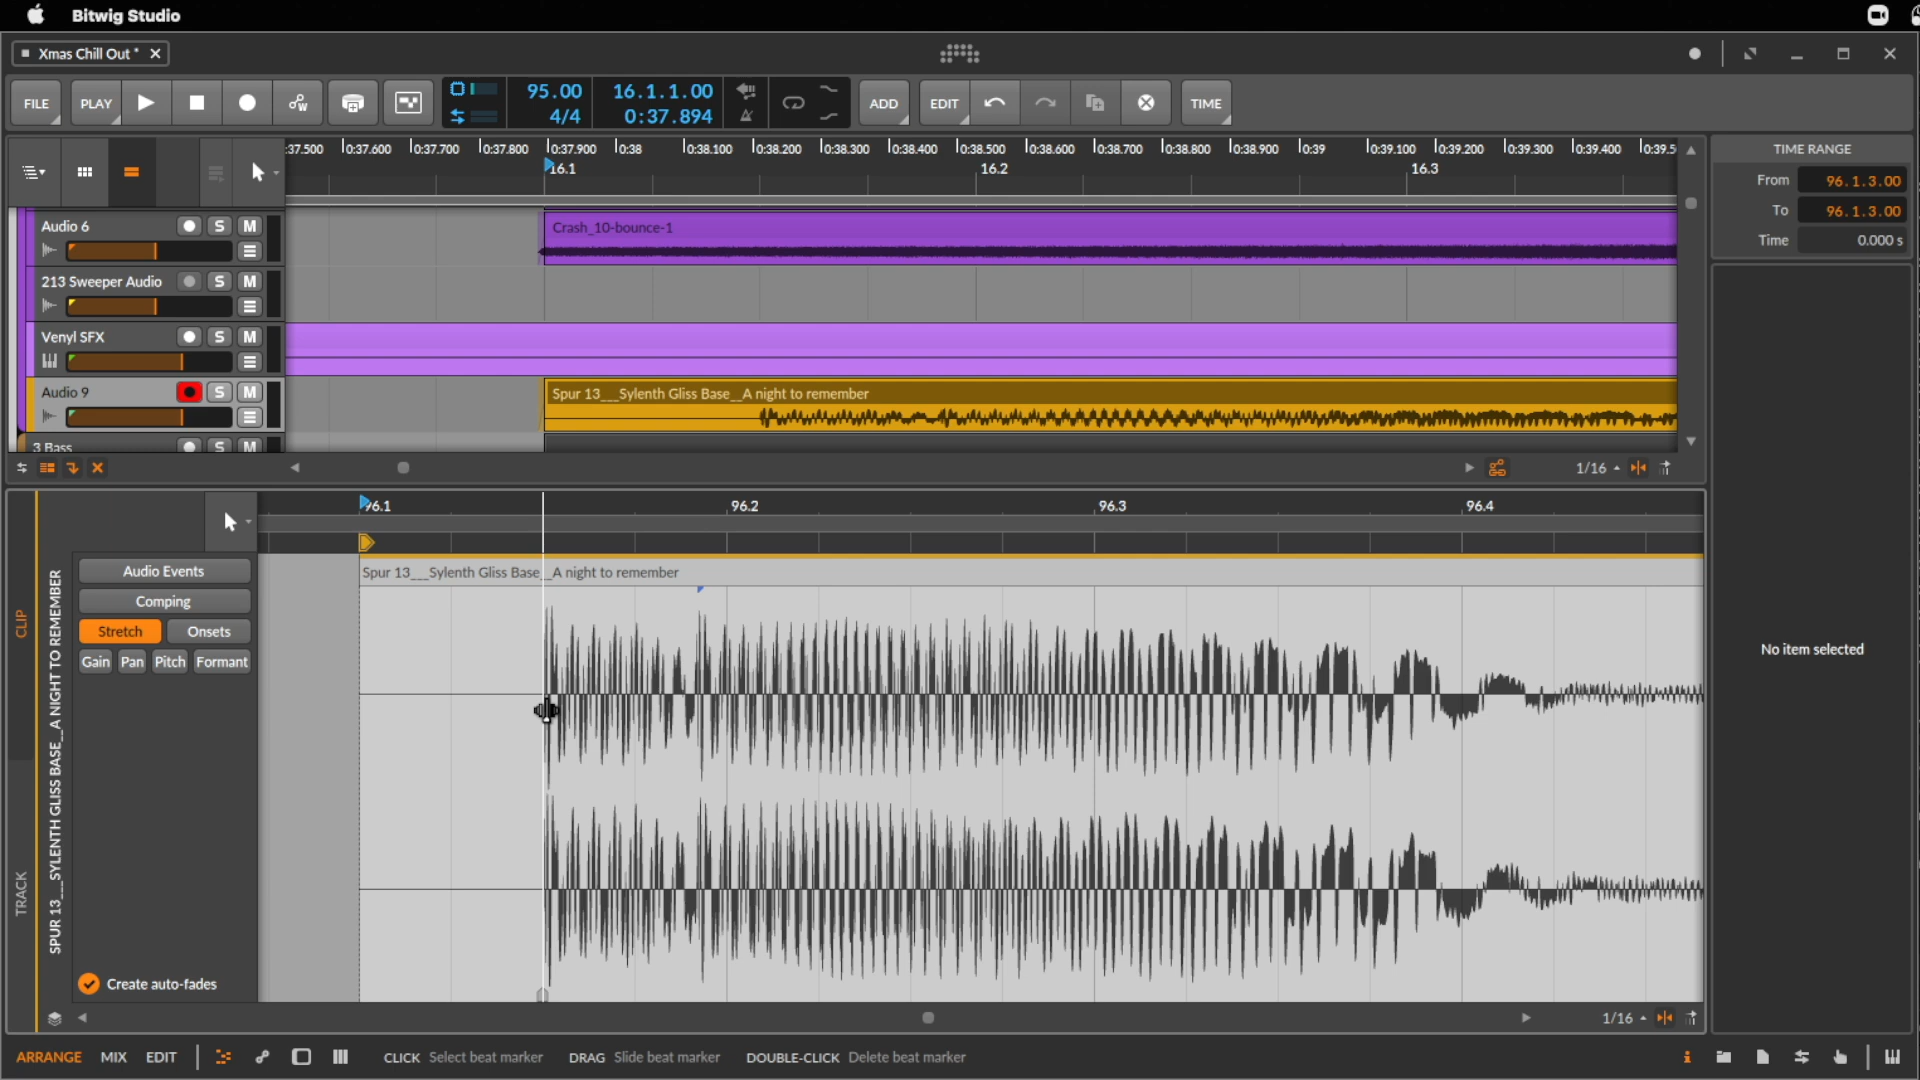 Bitwig Studio
Xmas Chill Out *
FILE PLAY 95.00 4/4 16.1.1.00 0:37.894 ADD EDIT TIME
:37.500 0:37.600 0:37.700 0:37.800 0:37.900 0:38 0:38.100 0:38.200 0:38.300 0:38.400 0:38.500 0:38.600 0:38.700 0:38.800 0:38.900 0:39 0:39.100 0:39.200 0:39.300 0:39.400 0:39.5
16.1 16.2 16.3
TIME RANGE
From 96.1.3.00
To 96.1.3.00
Time 0.000 s
Audio 6 S M
Crash_10-bounce-1
213 Sweeper Audio S M
Venyl SFX S M
Audio 9 S M
Spur 13___Sylenth Gliss Base__A night to remember
3 Bass S M
1/16
96.1 96.2 96.3 96.4
CLIP
TRACK
SPUR 13___SYLENTH GLISS BASE__A NIGHT TO REMEMBER
Audio Events
Comping
Stretch Onsets
Gain Pan Pitch Formant
Create auto-fades
Spur 13___Sylenth Gliss Base__A night to remember
No item selected
1/16
ARRANGE MIX EDIT CLICK Select beat marker DRAG Slide beat marker DOUBLE-CLICK Delete beat marker